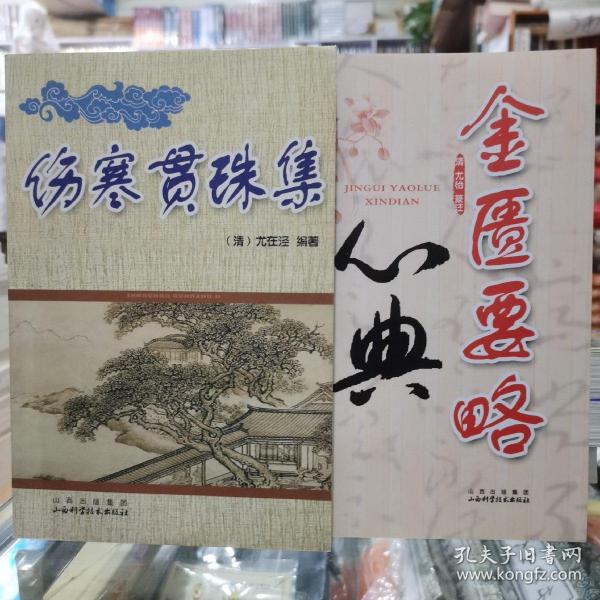 伤寒贯珠集
（清）尤在泾 编著
山西出版集团
山西科学技术出版社
金匮要略
清 尤怡 纂注
JINGUI YAOLUE
XINDIAN
心典
山西出版集团
山西科学技术出版社
孔夫子旧书网
www.kongfz.com